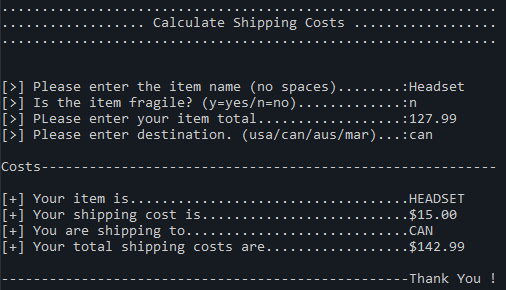 ..............................................................
.................. Calculate Shipping Costs ..................
..............................................................
[>] Please enter the item name (no spaces)........:Headset
[>] Is the item fragile? (y=yes/n=no).............:n
[>] PLease enter your item total..................:127.99
[>] Please enter destination. (usa/can/aus/mar)...:can
Costs---------------------------------------------------------
[+] Your item is...................................HEADSET
[+] Your shipping cost is..........................$15.00
[+] You are shipping to............................CAN
[+] Your total shipping costs are..................$142.99
---------------------------------------------------Thank You !